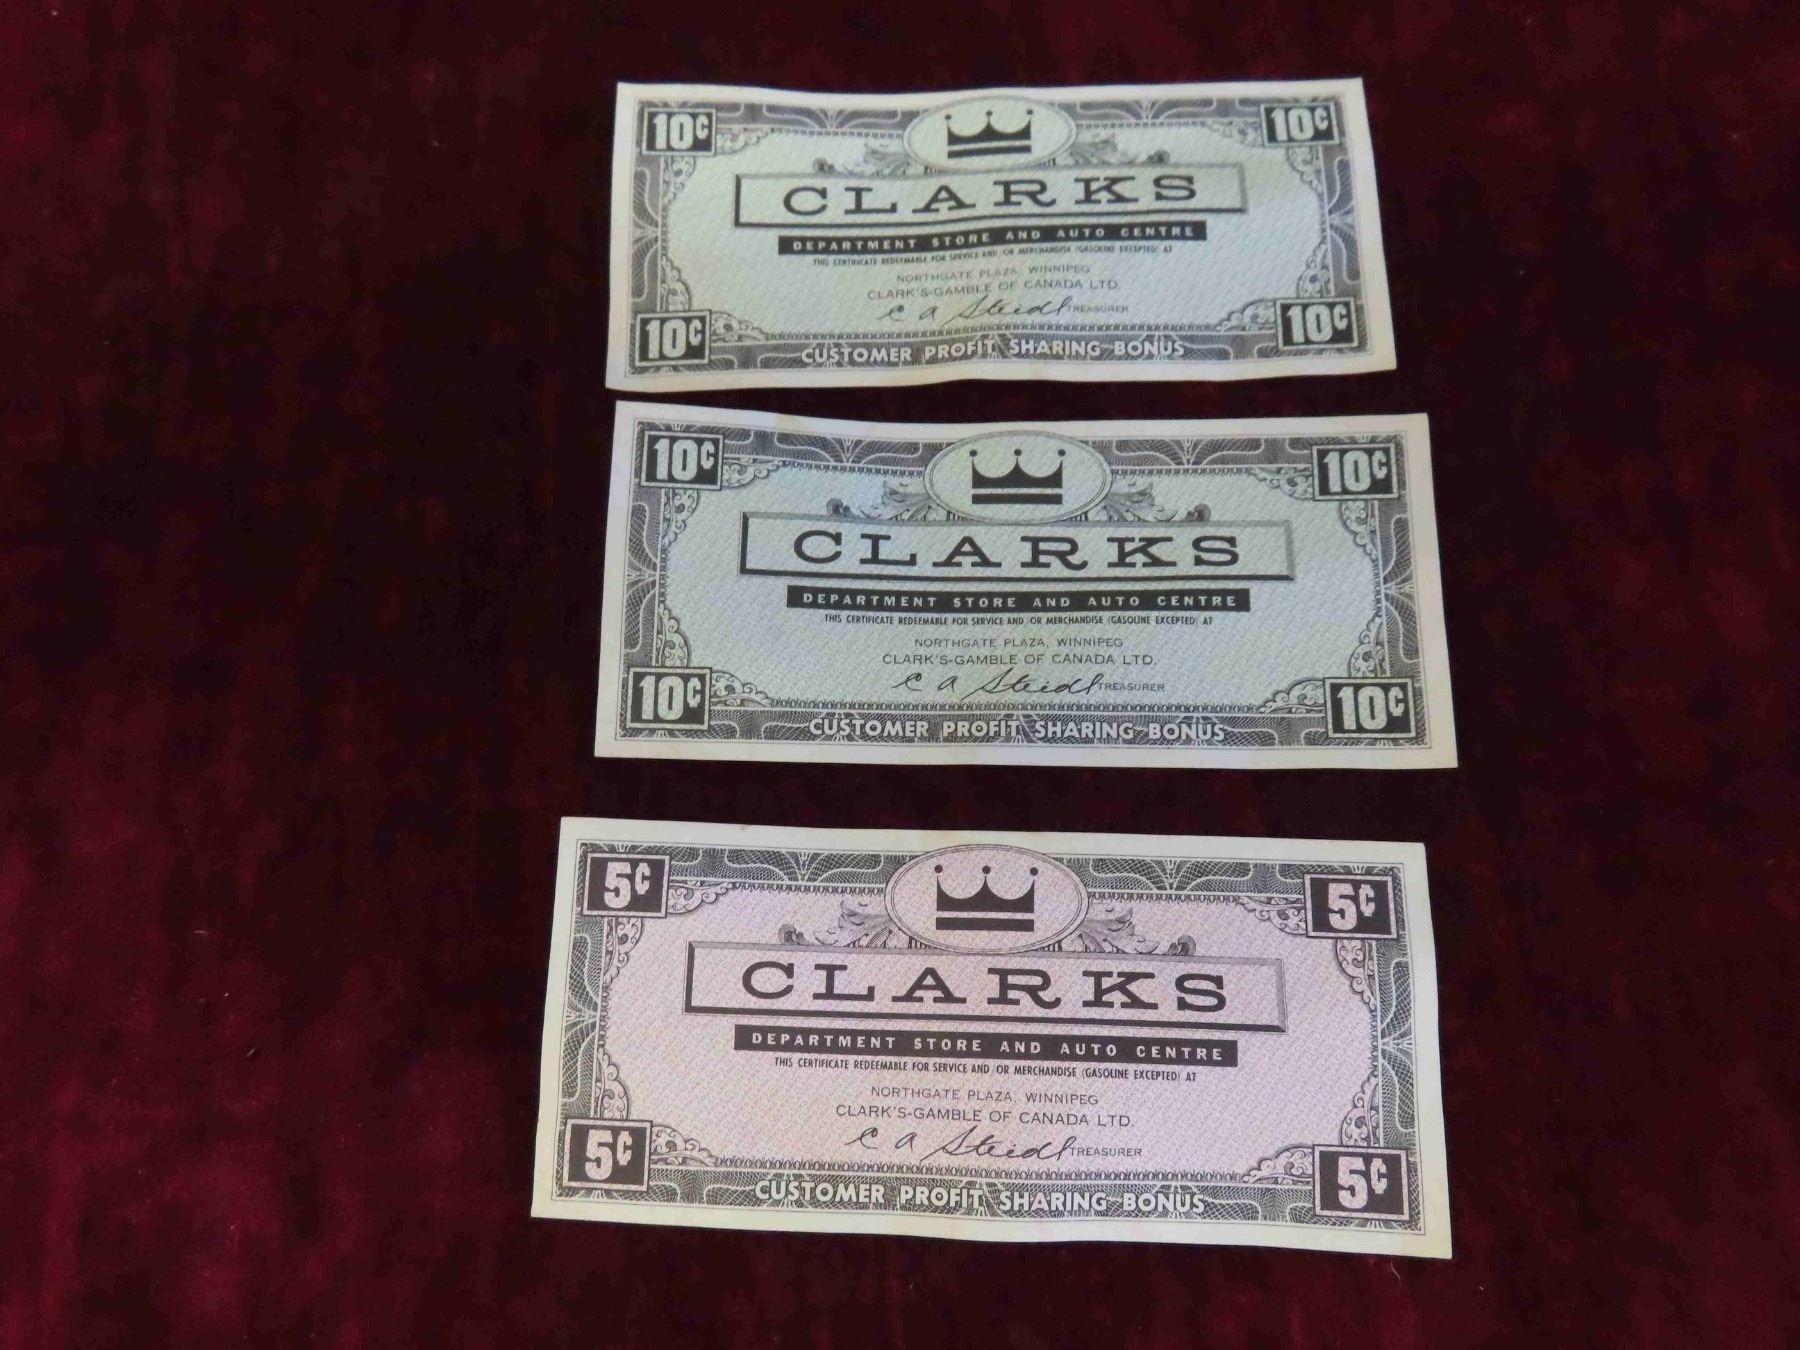 10¢ 10¢
CLARKS
DEPARTMENT STORE AND AUTO CENTRE
THIS CERTIFICATE REDEEMABLE FOR SERVICE AND/OR MERCHANDISE (GASOLINE EXCEPTED) AT
NORTHGATE PLAZA, WINNIPEG
CLARK'S-GAMBLE OF CANADA LTD.
C A Steidl TREASURER
10¢ 10¢
CUSTOMER PROFIT SHARING BONUS
10¢ 10¢
CLARKS
DEPARTMENT STORE AND AUTO CENTRE
THIS CERTIFICATE REDEEMABLE FOR SERVICE AND/OR MERCHANDISE (GASOLINE EXCEPTED) AT
NORTHGATE PLAZA, WINNIPEG
CLARK'S-GAMBLE OF CANADA LTD.
C A Steidl TREASURER
10¢ 10¢
CUSTOMER PROFIT SHARING BONUS
5¢ 5¢
CLARKS
DEPARTMENT STORE AND AUTO CENTRE
THIS CERTIFICATE REDEEMABLE FOR SERVICE AND/OR MERCHANDISE (GASOLINE EXCEPTED) AT
NORTHGATE PLAZA, WINNIPEG
CLARK'S-GAMBLE OF CANADA LTD.
C A Steidl TREASURER
5¢ 5¢
CUSTOMER PROFIT SHARING BONUS